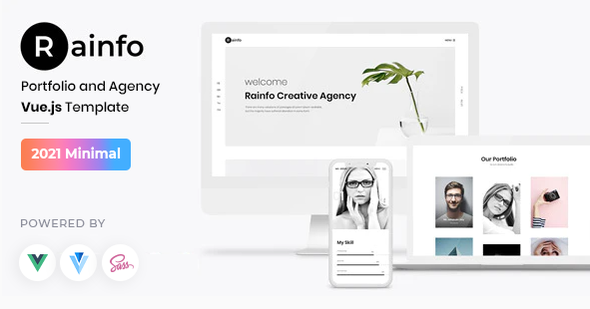 Rainfo
Portfolio and Agency
Vue.js Template
2021 Minimal
POWERED BY
Sass
Rainfo
welcome
Rainfo Creative Agency
My Skill
Our Portfolio